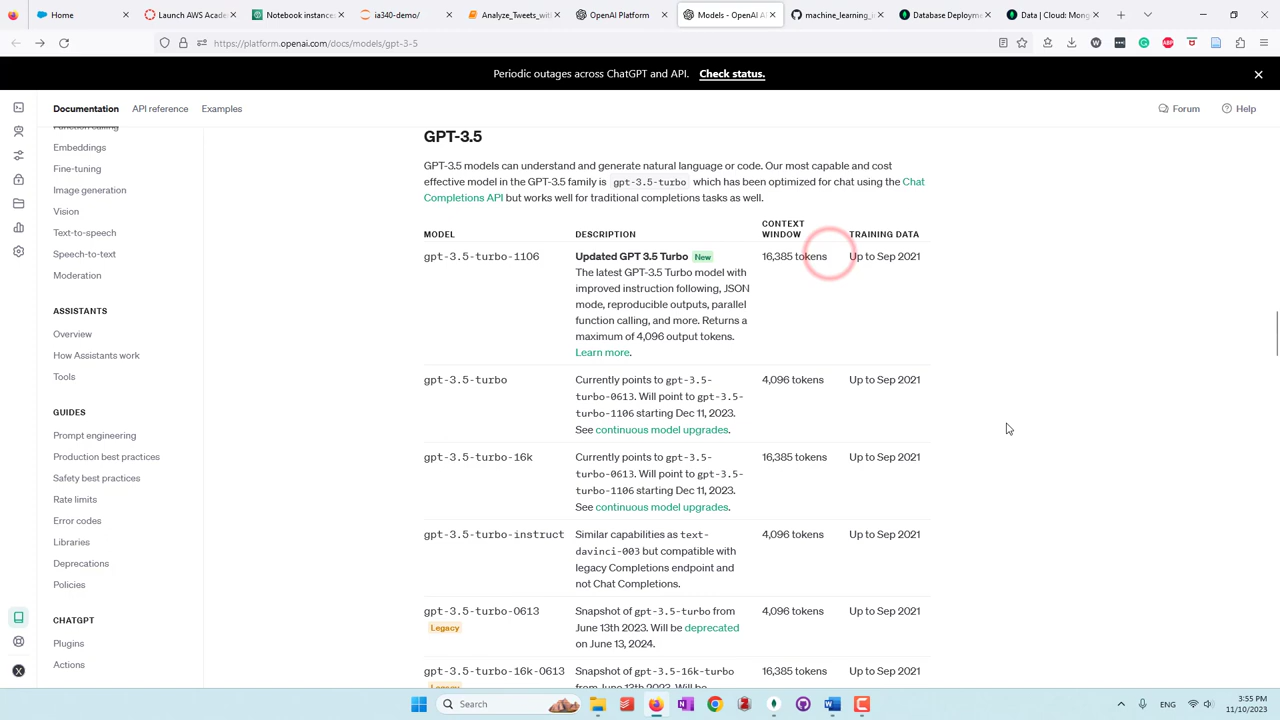 Launch AWS Acade
Notebook instance
ia340-demo/
Analyze_Tweets_wit
OpenAI Platform
Models - OpenAI A
machine_learning_
Database Deployme
Data | Cloud: Mong
https://platform.openai.com/docs/models/gpt-3-5
Periodic outages across ChatGPT and API. Check status.
Documentation API reference Examples
Forum Help
Function calling
Embeddings
Fine-tuning
Image generation
Vision
Text-to-speech
Speech-to-text
Moderation
ASSISTANTS
Overview
How Assistants work
Tools
GUIDES
Prompt engineering
Production best practices
Safety best practices
Rate limits
Error codes
Libraries
Deprecations
Policies
CHATGPT
Plugins
Actions
GPT-3.5
GPT-3.5 models can understand and generate natural language or code. Our most capable and cost
effective model in the GPT-3.5 family is gpt-3.5-turbo which has been optimized for chat using the Chat
Completions API but works well for traditional completions tasks as well.
MODEL DESCRIPTION CONTEXT WINDOW TRAINING DATA
gpt-3.5-turbo-1106 Updated GPT 3.5 Turbo New 16,385 tokens Up to Sep 2021
The latest GPT-3.5 Turbo model with
improved instruction following, JSON
mode, reproducible outputs, parallel
function calling, and more. Returns a
maximum of 4,096 output tokens.
Learn more.
gpt-3.5-turbo Currently points to gpt-3.5- 4,096 tokens Up to Sep 2021
turbo-0613. Will point to gpt-3.5-
turbo-1106 starting Dec 11, 2023.
See continuous model upgrades.
gpt-3.5-turbo-16k Currently points to gpt-3.5- 16,385 tokens Up to Sep 2021
turbo-0613. Will point to gpt-3.5-
turbo-1106 starting Dec 11, 2023.
See continuous model upgrades.
gpt-3.5-turbo-instruct Similar capabilities as text- 4,096 tokens Up to Sep 2021
davinci-003 but compatible with
legacy Completions endpoint and
not Chat Completions.
gpt-3.5-turbo-0613 Snapshot of gpt-3.5-turbo from 4,096 tokens Up to Sep 2021
Legacy June 13th 2023. Will be deprecated
on June 13, 2024.
gpt-3.5-turbo-16k-0613 Snapshot of gpt-3.5-16k-turbo 16,385 tokens Up to Sep 2021
Legacy from June 13th 2023. Will be
Search
ENG
3:55 PM
11/10/2023